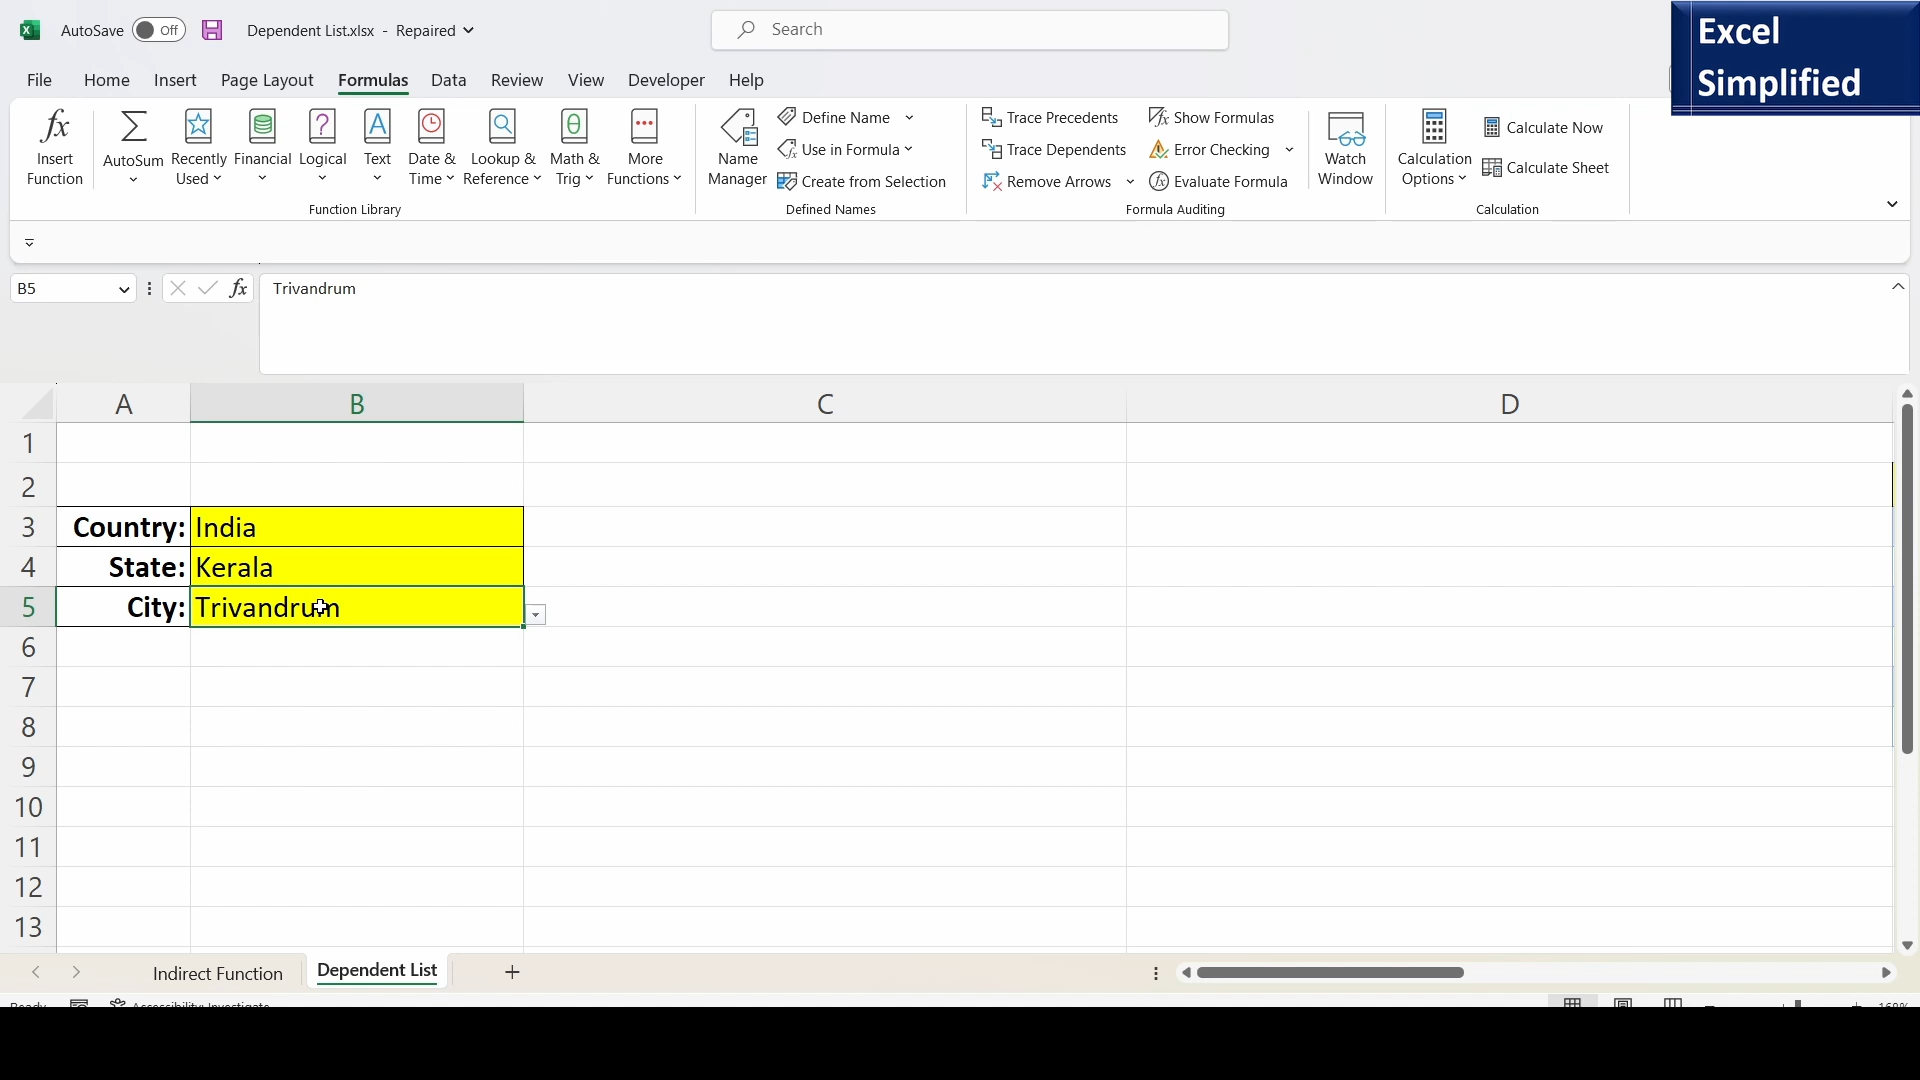 AutoSave Off Dependent List.xlsx - Repaired Search
Excel
Simplified
File Home Insert Page Layout Formulas Data Review View Developer Help
Insert
Function
AutoSum
Recently
Used
Financial
Logical
Text
Date &
Time
Lookup &
Reference
Math &
Trig
More
Functions
Function Library
Name
Manager
Define Name
Use in Formula
Create from Selection
Defined Names
Trace Precedents
Trace Dependents
Remove Arrows
Show Formulas
Error Checking
Evaluate Formula
Formula Auditing
Watch
Window
Calculation
Options
Calculate Now
Calculate Sheet
Calculation
B5 fx Trivandrum
A B C D
1
2
3 Country: India
4 State: Kerala
5 City: Trivandrum
6
7
8
9
10
11
12
13
Indirect Function Dependent List
Ready Accessibility: Investigate 168%